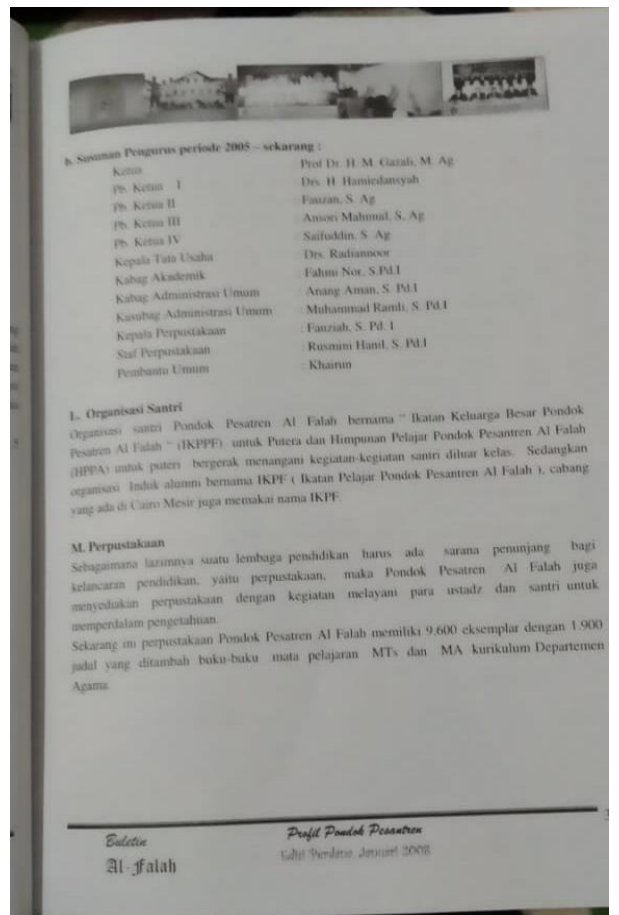 b. Susunan Pengurus periode 2005 – sekarang :
Ketua : Prof Dr. H. M. Gazali, M. Ag
Pb. Ketua I : Drs. H. Hamiedansyah
Pb. Ketua II : Fauzan, S. Ag
Pb. Ketua III : Ansori Mahmud, S. Ag
Pb. Ketua IV : Saifuddin, S. Ag
Kepala Tata Usaha : Drs. Radiannoor
Kabag Akademik : Fahmi Nor, S.Pd.I
Kabag Administrasi Umum : Anang Aman, S. Pd.I
Kasubag Administrasi Umum : Muhammad Ramli, S. Pd.I
Kepala Perpustakaan : Fauziah, S. Pd. I
Staf Perpustakaan : Rusmini Hanil, S. Pd.I
Pembantu Umum : Khairun
L. Organisasi Santri
Organisasi santri Pondok Pesatren Al Falah bernama “ Ikatan Keluarga Besar Pondok
Pesatren Al Falah “ (IKPPF) untuk Putera dan Himpunan Pelajar Pondok Pesantren Al Falah
(HPPA) untuk puteri bergerak menangani kegiatan-kegiatan santri diluar kelas. Sedangkan
organisasi Induk alumni bernama IKPF ( Ikatan Pelajar Pondok Pesantren Al Falah ), cabang
yang ada di Cairo Mesir juga memakai nama IKPF.
M. Perpustakaan
Sebagaimana lazimnya suatu lembaga pendidikan harus ada sarana penunjang bagi
kelancaran pendidikan, yaitu perpustakaan, maka Pondok Pesatren Al Falah juga
menyediakan perpustakaan dengan kegiatan melayani para ustadz dan santri untuk
memperdalam pengetahuan.
Sekarang ini perpustakaan Pondok Pesatren Al Falah memiliki 9.600 eksemplar dengan 1.900
judul yang ditambah buku-buku mata pelajaran MTs dan MA kurikulum Departemen
Agama.
Buletin
Al-Falah
Profil Pondok Pesantren
Edisi Perdana, Januari 2008